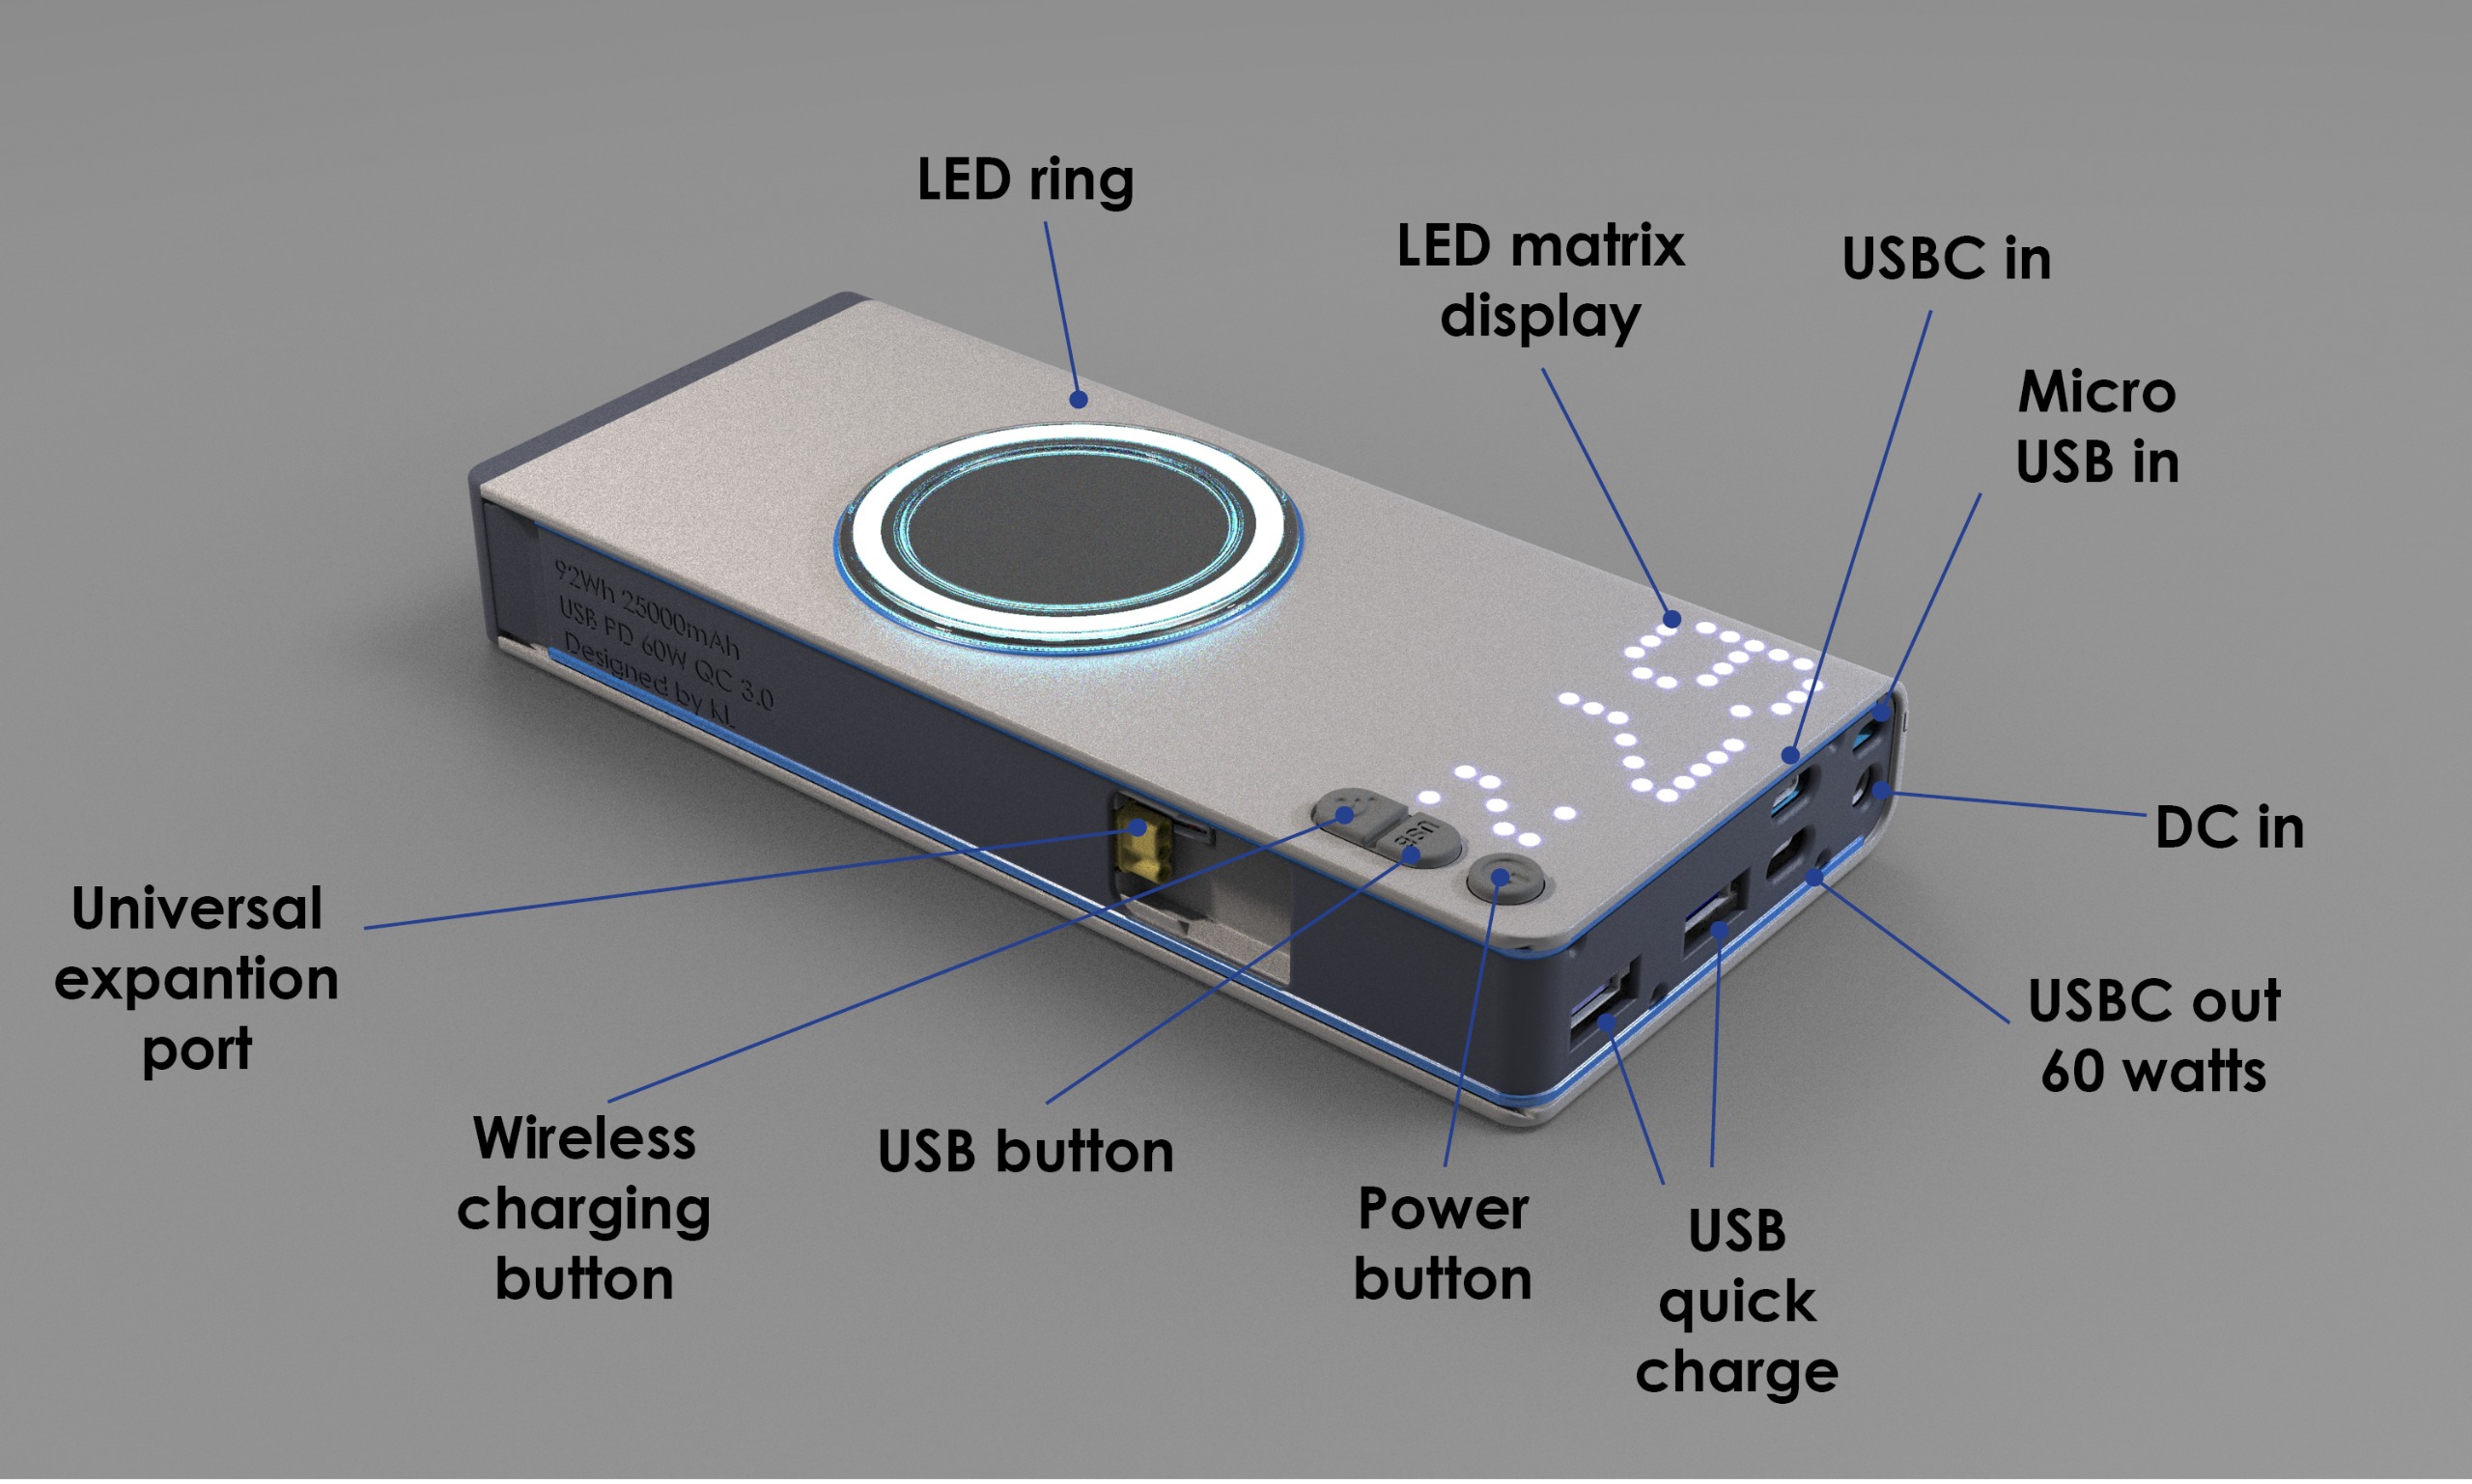 LED ring
LED matrix
display
USBC in
Micro
USB in
92Wh 25000mAh
USB PD 60W QC 3.0
Designed by KL
USB
DC in
Universal
expantion
port
USBC out
60 watts
Wireless
charging
button
USB button
Power
button
USB
quick
charge